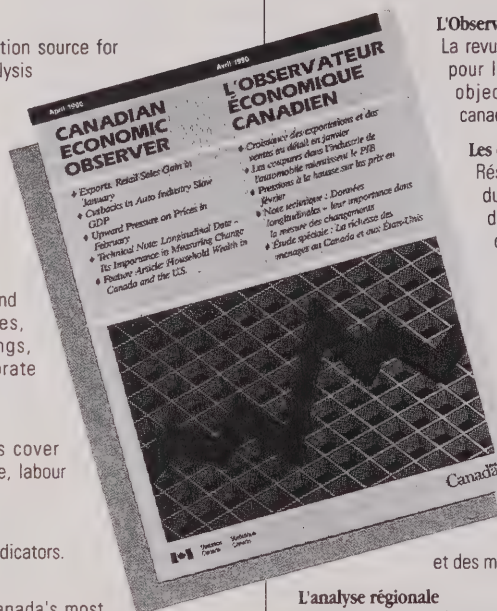 tion source for
lysis
nd
es,
ngs,
orate
s cover
e, labour
dicators.
anada's most
April 1990
CANADIAN
ECONOMIC
OBSERVER
♦ Exports, Retail Sales Gain in
January
♦ Cutbacks in Auto Industry Slow
GDP
♦ Upward Pressure on Prices in
February
♦ Technical Note: Longitudinal Data –
Its Importance in Measuring Change
♦ Feature Article: Household Wealth in
Canada and the U.S.
Avril 1990
L'OBSERVATEUR
ÉCONOMIQUE
CANADIEN
♦ Croissance des exportations et des
ventes au détail en janvier
♦ Les coupures dans l'industrie de
l'automobile ralentissent le PIB
♦ Pressions à la hausse sur les prix en
février
♦ Note technique : Données
longitudinales – leur importance dans
la mesure des changements
♦ Étude spéciale : La richesse des
ménages au Canada et aux États-Unis
Statistics Canada
Statistique Canada
Canada
L'Observ
La revu
pour l
objec
cana
Les
Rés
du
d
et des m
L'analyse régionale